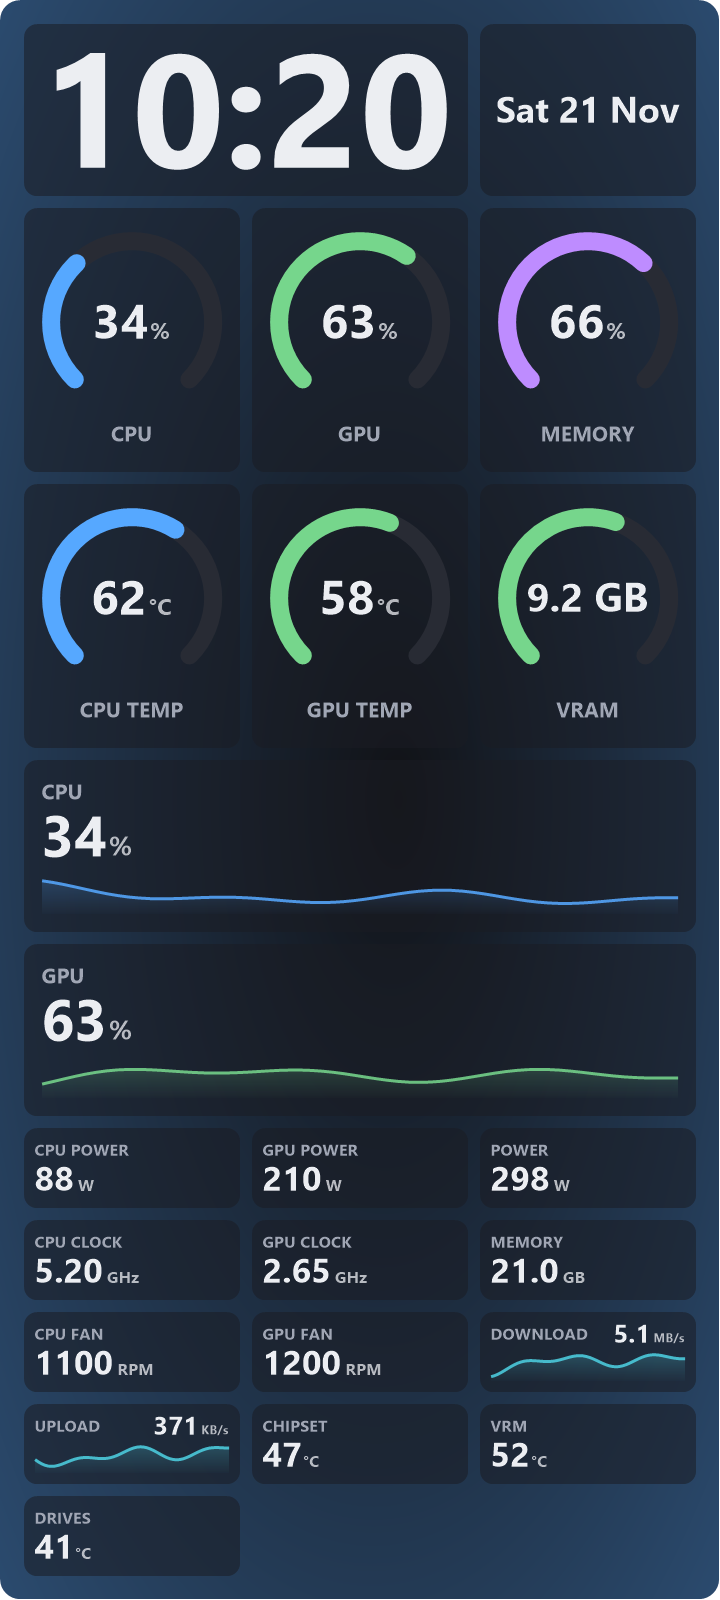 10:20
Sat 21 Nov
34%
CPU
63%
GPU
66%
MEMORY
62°C
CPU TEMP
58°C
GPU TEMP
9.2 GB
VRAM
CPU
34%
GPU
63%
CPU POWER
88 W
GPU POWER
210 W
POWER
298 W
CPU CLOCK
5.20 GHz
GPU CLOCK
2.65 GHz
MEMORY
21.0 GB
CPU FAN
1100 RPM
GPU FAN
1200 RPM
DOWNLOAD 5.1 MB/s
UPLOAD 371 KB/s
CHIPSET
47°C
VRM
52°C
DRIVES
41°C